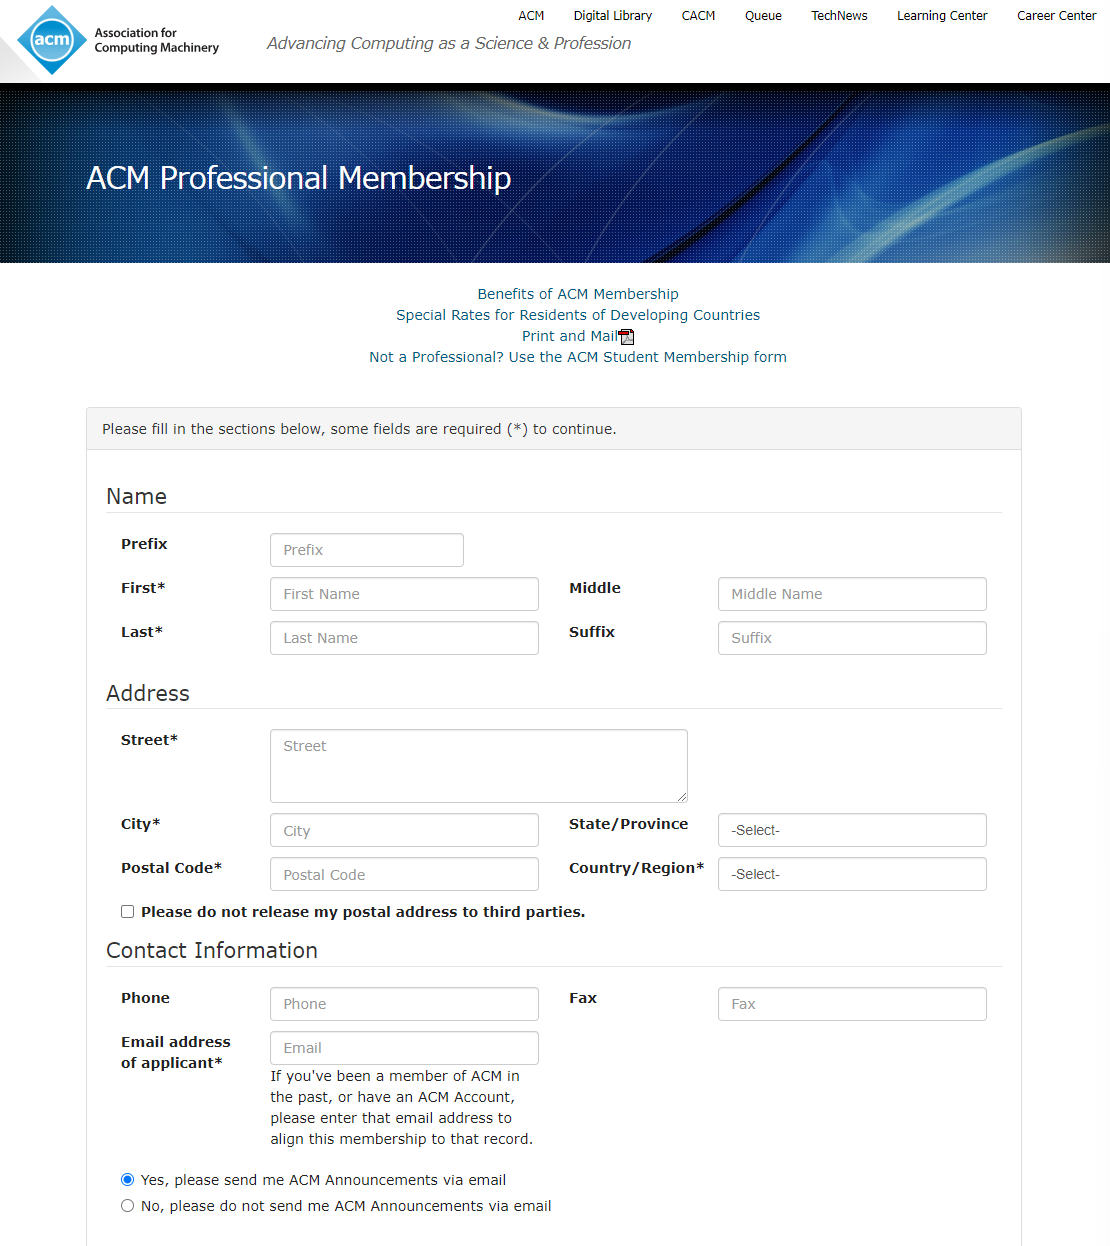 ACM Digital Library CACM Queue TechNews Learning Center Career Center
acm
Association for
Computing Machinery
Advancing Computing as a Science & Profession
ACM Professional Membership
Benefits of ACM Membership
Special Rates for Residents of Developing Countries
Print and Mail
Not a Professional? Use the ACM Student Membership form
Please fill in the sections below, some fields are required (*) to continue.
Name
Prefix Prefix
First* First Name Middle Middle Name
Last* Last Name Suffix Suffix
Address
Street* Street
City* City State/Province -Select-
Postal Code* Postal Code Country/Region* -Select-
Please do not release my postal address to third parties.
Contact Information
Phone Phone Fax Fax
Email address
of applicant*
Email
If you've been a member of ACM in
the past, or have an ACM Account,
please enter that email address to
align this membership to that record.
Yes, please send me ACM Announcements via email
No, please do not send me ACM Announcements via email